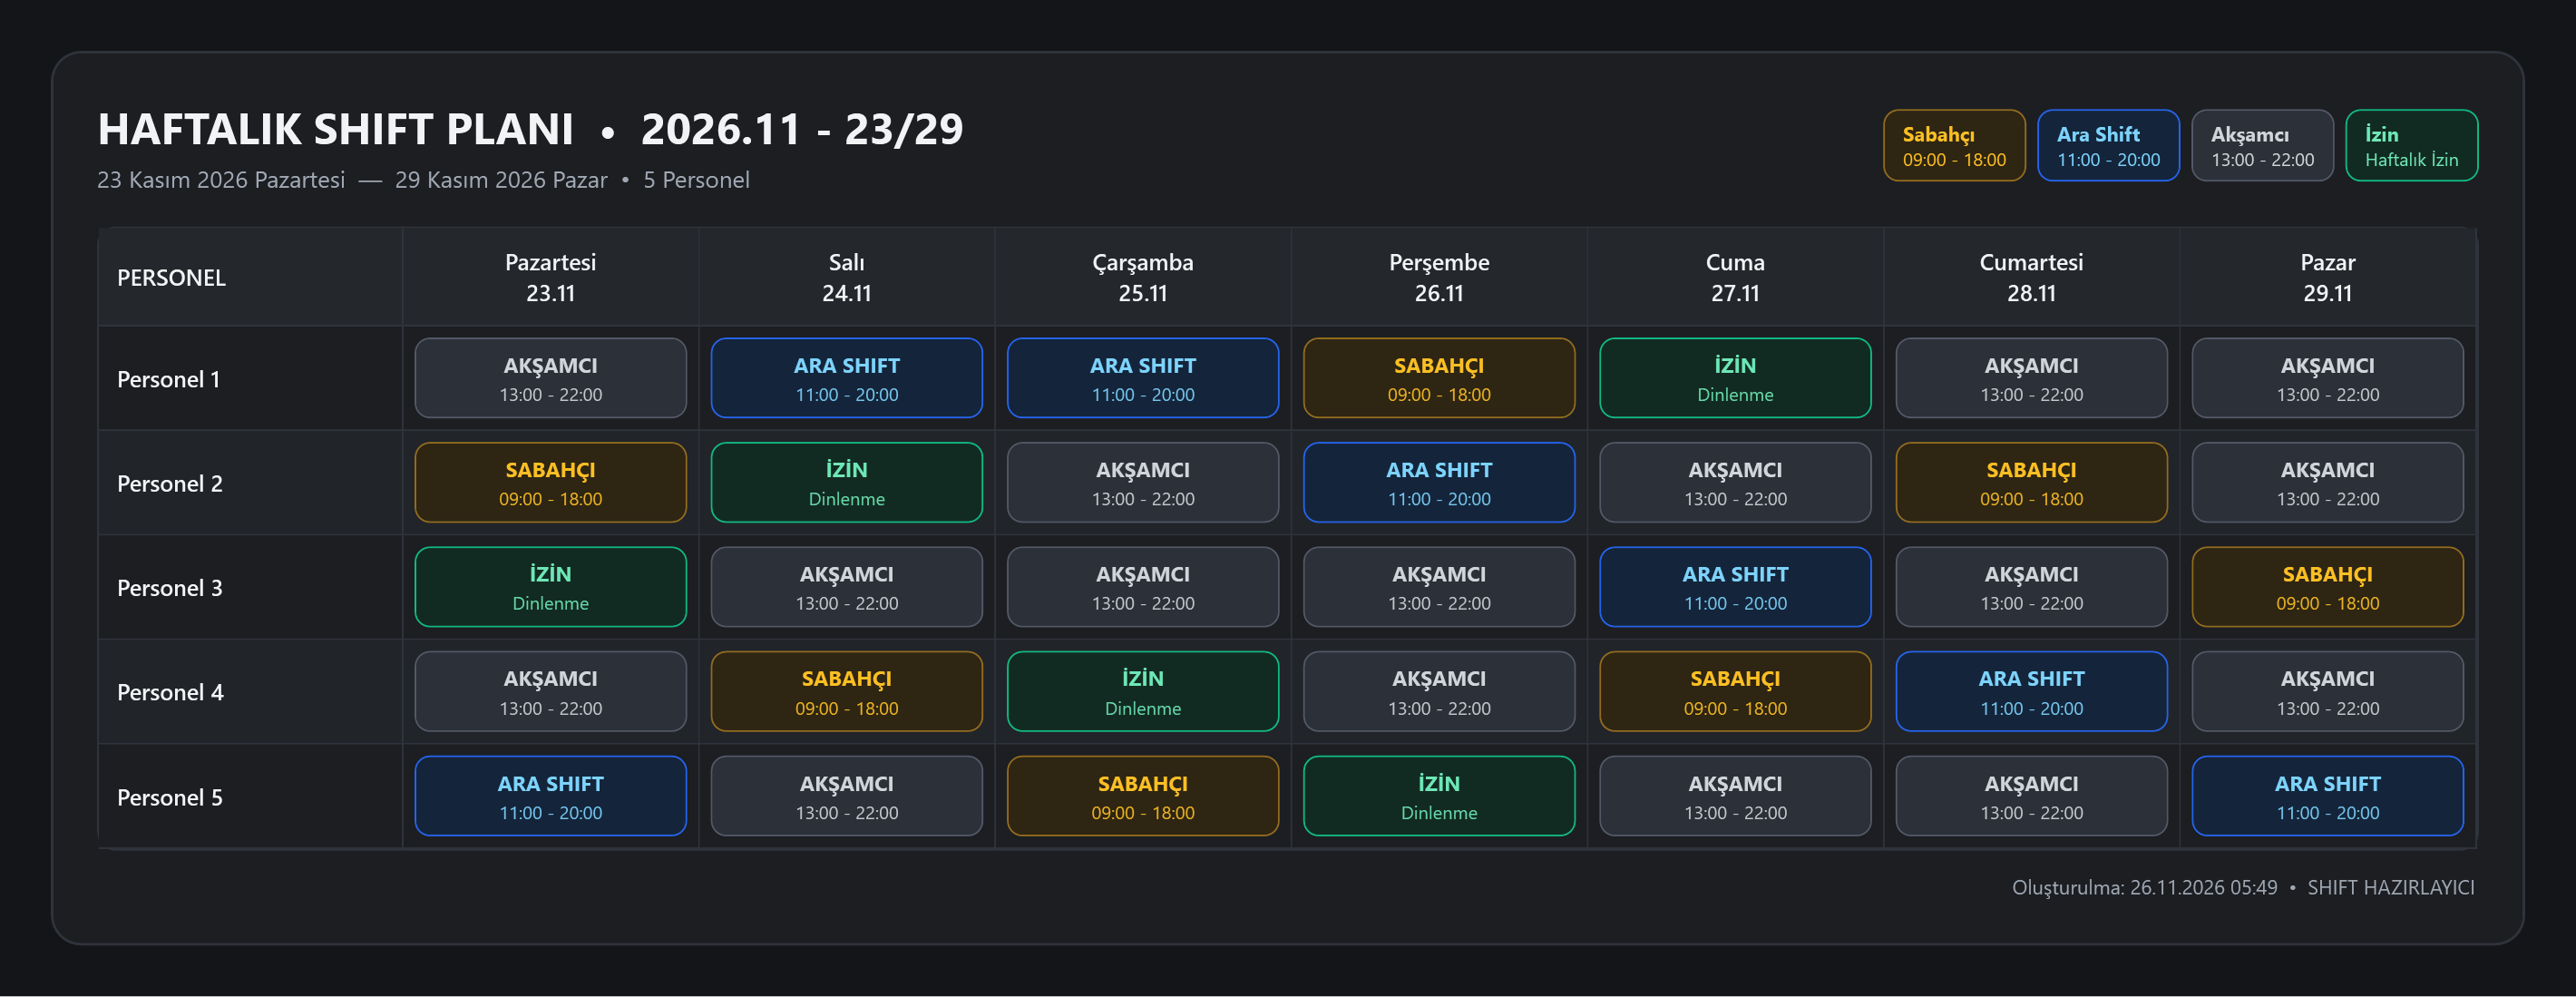 HAFTALIK SHIFT PLANI • 2026.11 - 23/29
23 Kasım 2026 Pazartesi — 29 Kasım 2026 Pazar • 5 Personel
Sabahçı
09:00 - 18:00
Ara Shift
11:00 - 20:00
Akşamcı
13:00 - 22:00
İzin
Haftalık İzin
PERSONEL
Pazartesi
23.11
Salı
24.11
Çarşamba
25.11
Perşembe
26.11
Cuma
27.11
Cumartesi
28.11
Pazar
29.11
Personel 1
AKŞAMCI
13:00 - 22:00
ARA SHIFT
11:00 - 20:00
ARA SHIFT
11:00 - 20:00
SABAHÇI
09:00 - 18:00
İZİN
Dinlenme
AKŞAMCI
13:00 - 22:00
AKŞAMCI
13:00 - 22:00
Personel 2
SABAHÇI
09:00 - 18:00
İZİN
Dinlenme
AKŞAMCI
13:00 - 22:00
ARA SHIFT
11:00 - 20:00
AKŞAMCI
13:00 - 22:00
SABAHÇI
09:00 - 18:00
AKŞAMCI
13:00 - 22:00
Personel 3
İZİN
Dinlenme
AKŞAMCI
13:00 - 22:00
AKŞAMCI
13:00 - 22:00
AKŞAMCI
13:00 - 22:00
ARA SHIFT
11:00 - 20:00
AKŞAMCI
13:00 - 22:00
SABAHÇI
09:00 - 18:00
Personel 4
AKŞAMCI
13:00 - 22:00
SABAHÇI
09:00 - 18:00
İZİN
Dinlenme
AKŞAMCI
13:00 - 22:00
SABAHÇI
09:00 - 18:00
ARA SHIFT
11:00 - 20:00
AKŞAMCI
13:00 - 22:00
Personel 5
ARA SHIFT
11:00 - 20:00
AKŞAMCI
13:00 - 22:00
SABAHÇI
09:00 - 18:00
İZİN
Dinlenme
AKŞAMCI
13:00 - 22:00
AKŞAMCI
13:00 - 22:00
ARA SHIFT
11:00 - 20:00
Oluşturulma: 26.11.2026 05:49 • SHIFT HAZIRLAYICI